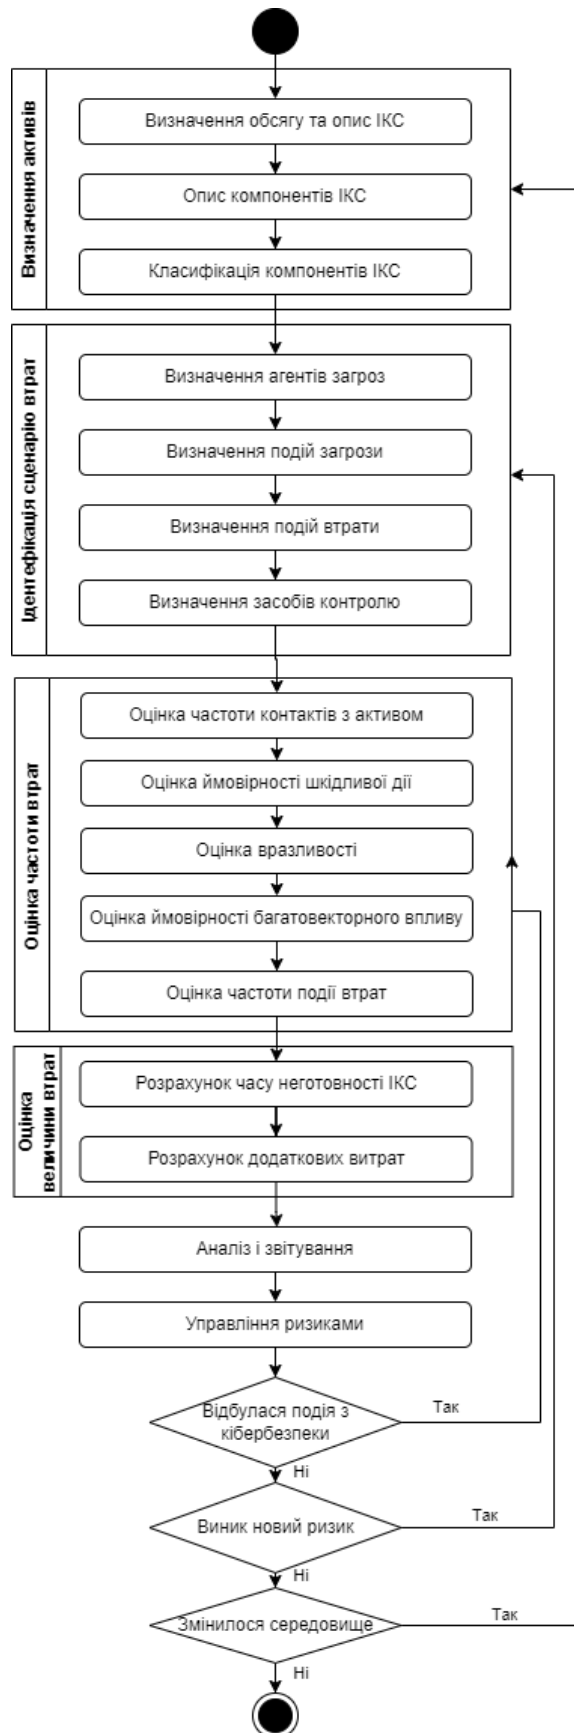 Визначення активів
Визначення обсягу та опис ІКС
Опис компонентів ІКС
Класифікація компонентів ІКС
Ідентефікація сценарію втрат
Визначення агентів загроз
Визначення подій загрози
Визначення подій втрати
Визначення засобів контролю
Оцінка частоти втрат
Оцінка частоти контактів з активом
Оцінка ймовірності шкідливої дії
Оцінка вразливості
Оцінка ймовірності багатовекторного впливу
Оцінка частоти події втрат
Оцінка
величини втрат
Розрахунок часу неготовності ІКС
Розрахунок додаткових витрат
Аналіз і звітування
Управління ризиками
Відбулася подія з
кібербезпеки
Так
Ні
Виник новий ризик
Так
Ні
Змінилося середовище
Так
Ні